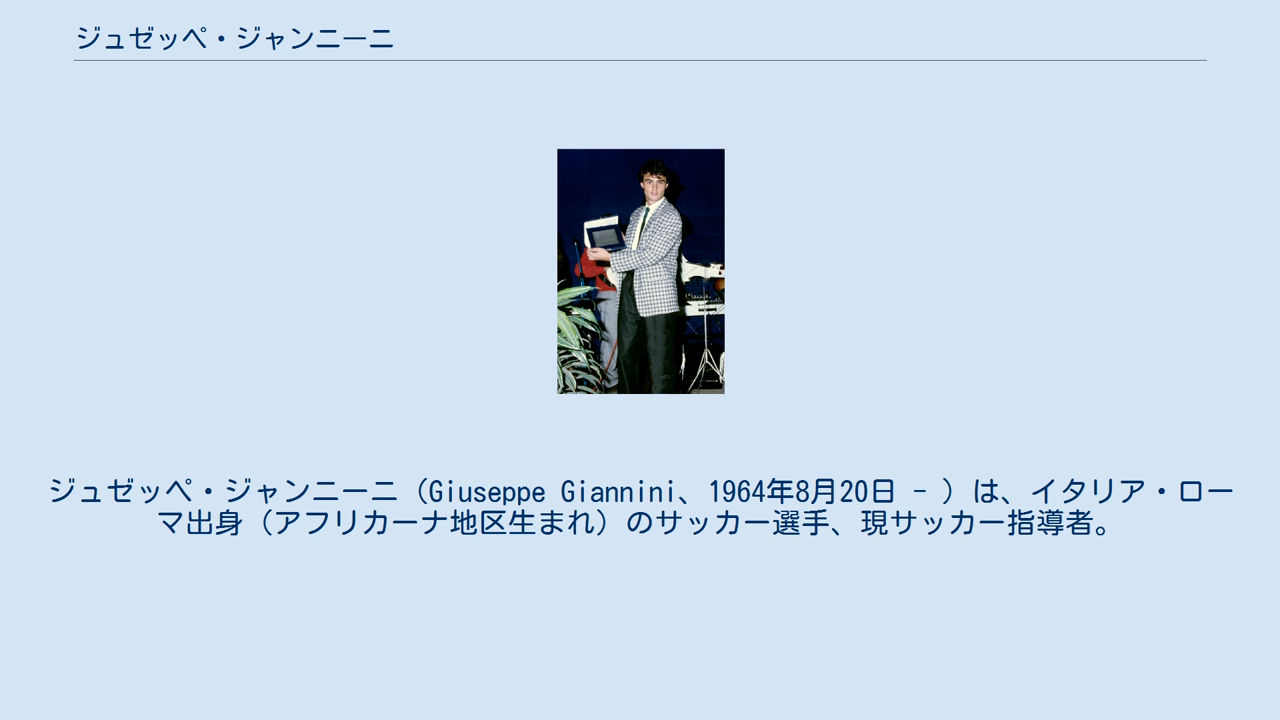 ジュゼッペ・ジャンニーニ
ジュゼッペ・ジャンニーニ（Giuseppe Giannini、1964年8月20日 - ）は、イタリア・ロー
マ出身（アフリカーナ地区生まれ）のサッカー選手、現サッカー指導者。